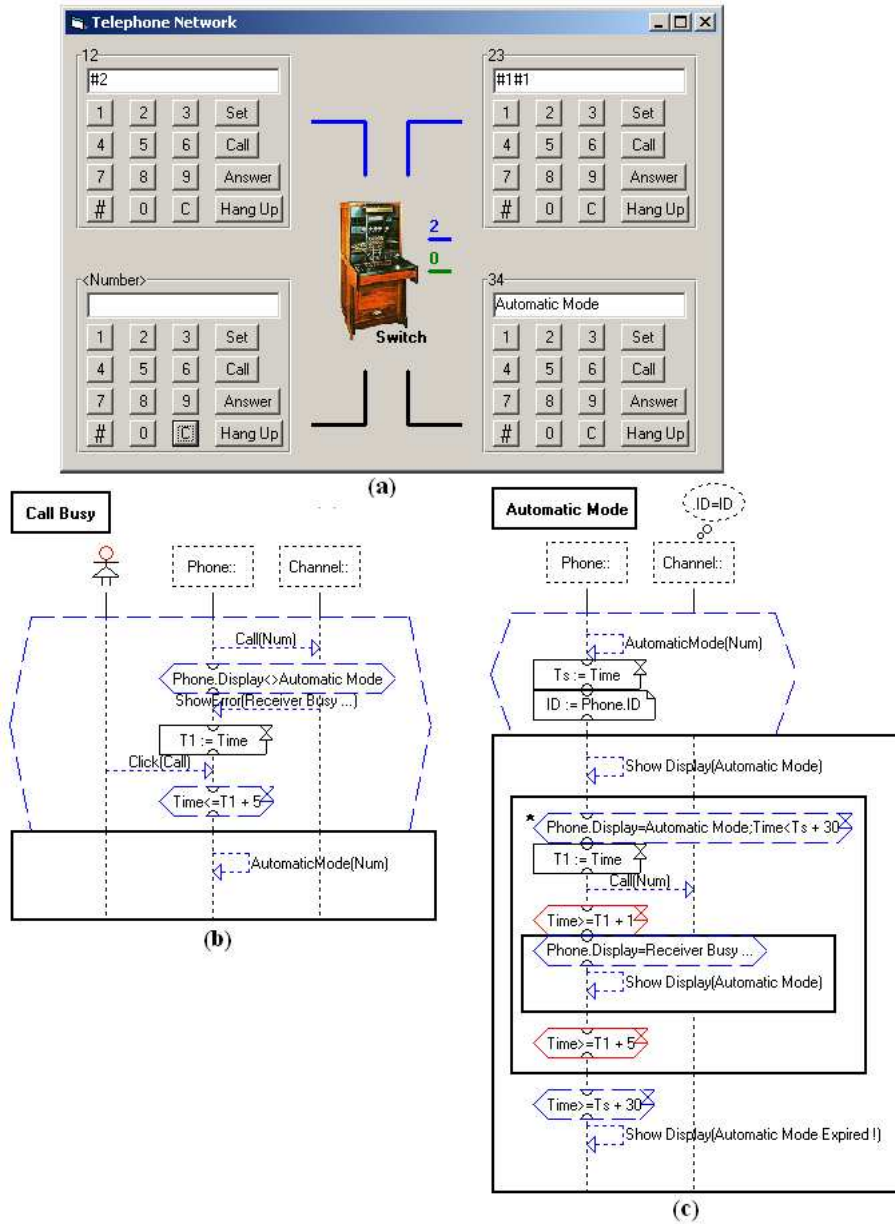 Telephone Network
12
#2
1 2 3 Set
4 5 6 Call
7 8 9 Answer
# 0 C Hang Up
23
#1#1
1 2 3 Set
4 5 6 Call
7 8 9 Answer
# 0 C Hang Up
2
0
Switch
<Number>
1 2 3 Set
4 5 6 Call
7 8 9 Answer
# 0 C Hang Up
34
Automatic Mode
1 2 3 Set
4 5 6 Call
7 8 9 Answer
# 0 C Hang Up
(a)
Call Busy
Phone::
Channel::
Call(Num)
Phone.Display<>Automatic Mode
ShowError(Receiver Busy ...)
T1 := Time
Click(Call)
Time<=T1 + 5
AutomaticMode(Num)
(b)
Automatic Mode
.ID=ID
Phone::
Channel::
AutomaticMode(Num)
Ts := Time
ID := Phone.ID
Show Display(Automatic Mode)
*
Phone.Display=Automatic Mode;Time<Ts + 30
T1 := Time
Call(Num)
Time>=T1 + 1
Phone.Display=Receiver Busy ...
Show Display(Automatic Mode)
Time>=T1 + 5
Time>=Ts + 30
Show Display(Automatic Mode Expired !)
(c)